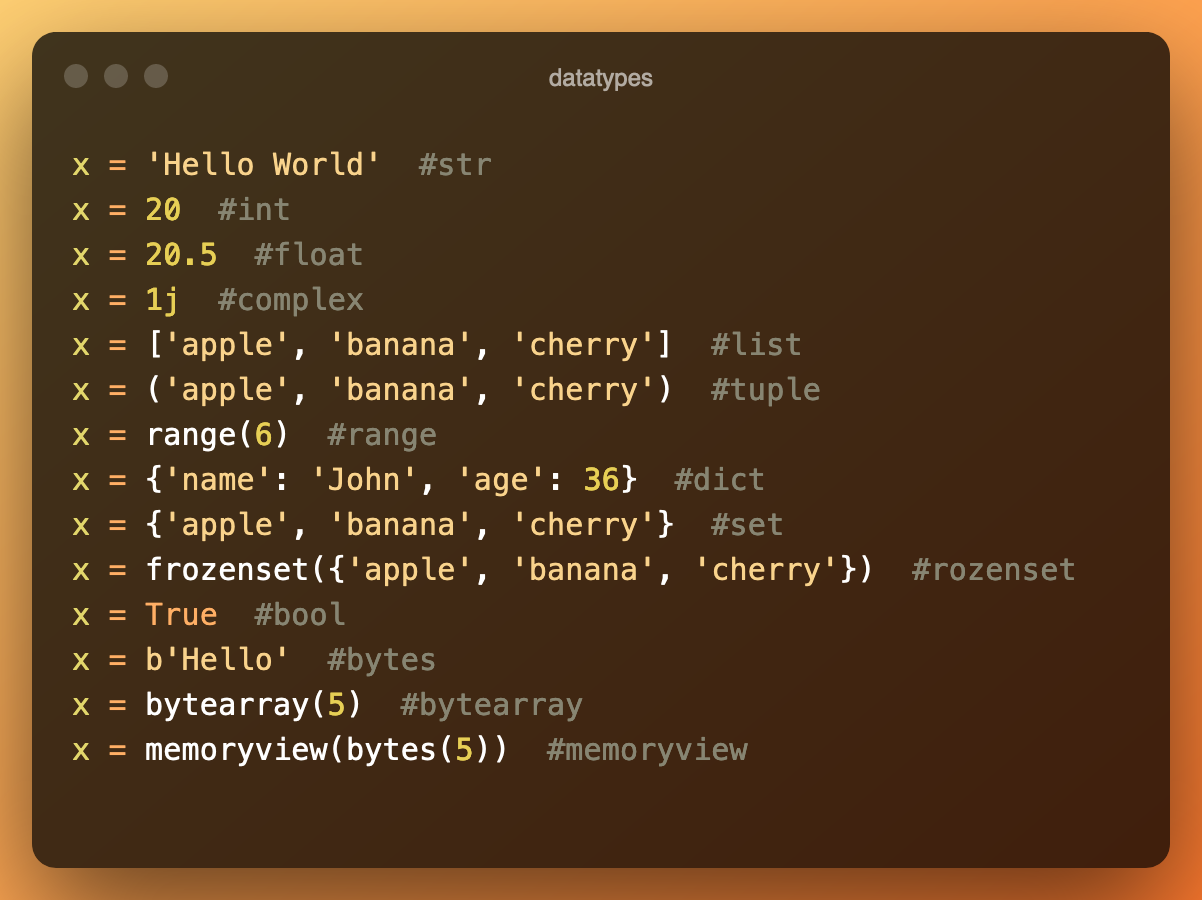 datatypes
x = 'Hello World'  #str
x = 20  #int
x = 20.5  #float
x = 1j  #complex
x = ['apple', 'banana', 'cherry']  #list
x = ('apple', 'banana', 'cherry')  #tuple
x = range(6)  #range
x = {'name': 'John', 'age': 36}  #dict
x = {'apple', 'banana', 'cherry'}  #set
x = frozenset({'apple', 'banana', 'cherry'})  #rozenset
x = True  #bool
x = b'Hello'  #bytes
x = bytearray(5)  #bytearray
x = memoryview(bytes(5))  #memoryview